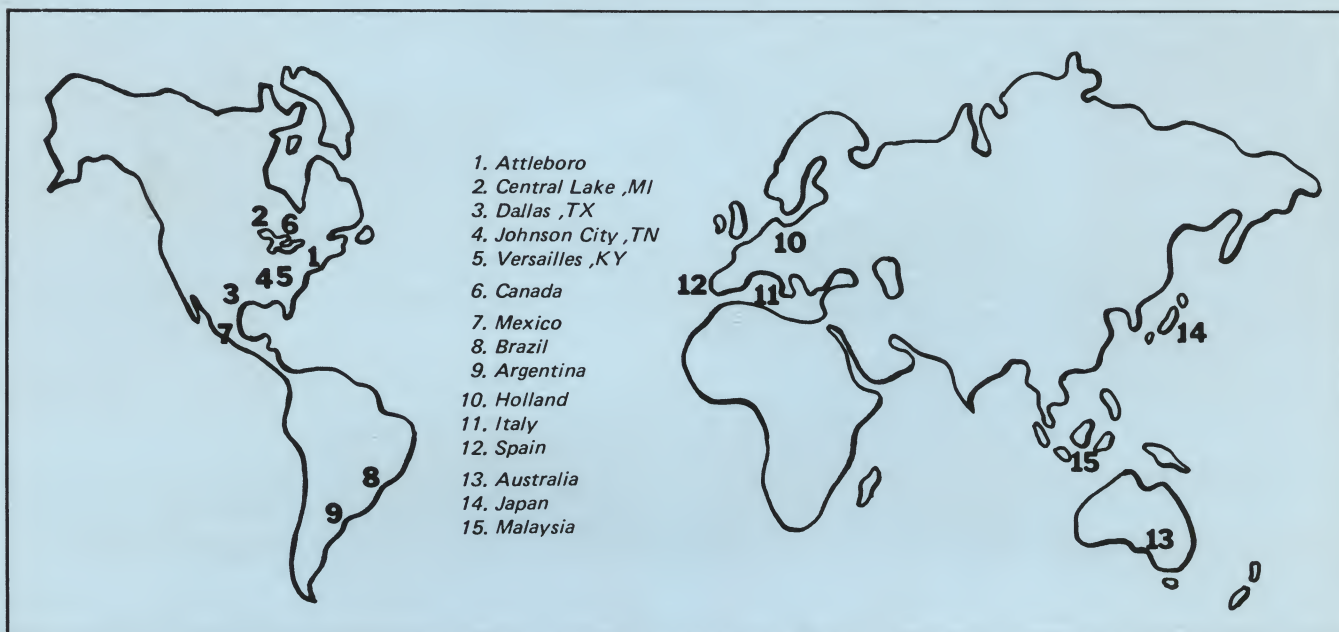 1. Attleboro
2. Central Lake ,MI
3. Dallas ,TX
4. Johnson City ,TN
5. Versailles ,KY
6. Canada
7. Mexico
8. Brazil
9. Argentina
10. Holland
11. Italy
12. Spain
13. Australia
14. Japan
15. Malaysia
2 6
1
4 5
3
7
8
9
10
12
11
14
15
13